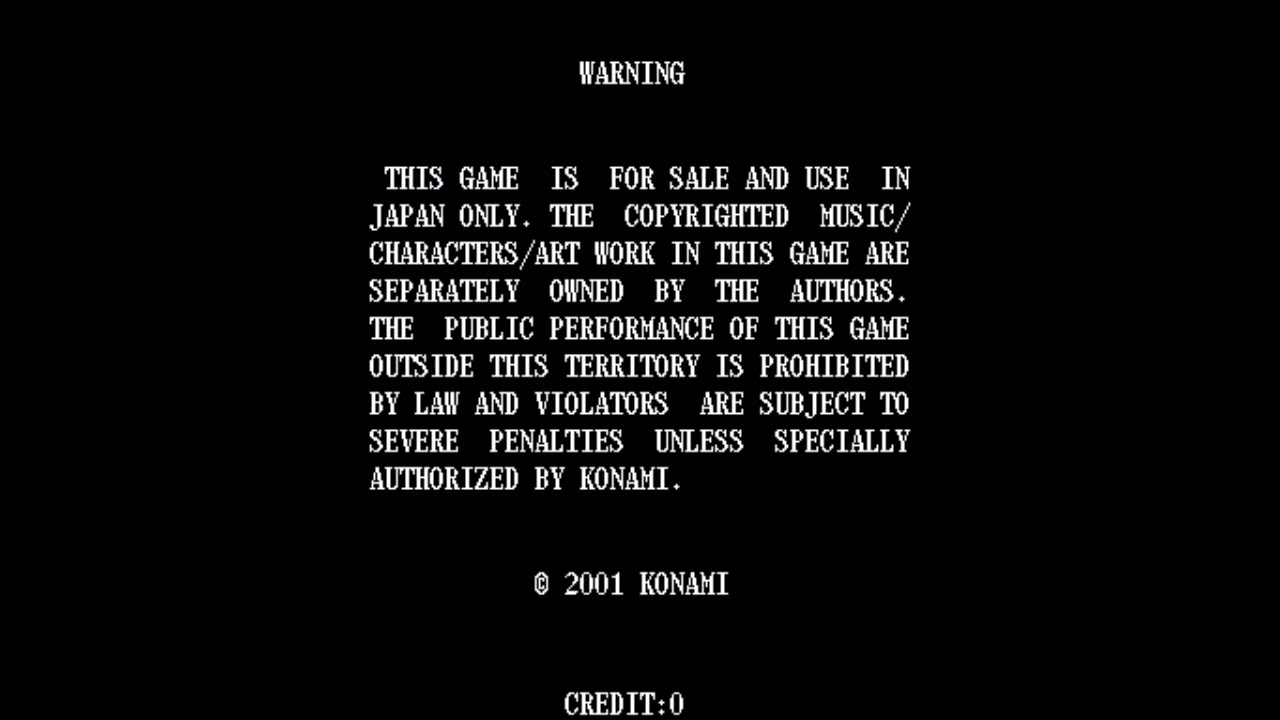 WARNING
THIS GAME IS FOR SALE AND USE IN
JAPAN ONLY. THE COPYRIGHTED MUSIC/
CHARACTERS/ART WORK IN THIS GAME ARE
SEPARATELY OWNED BY THE AUTHORS.
THE PUBLIC PERFORMANCE OF THIS GAME
OUTSIDE THIS TERRITORY IS PROHIBITED
BY LAW AND VIOLATORS ARE SUBJECT TO
SEVERE PENALTIES UNLESS SPECIALLY
AUTHORIZED BY KONAMI.
© 2001 KONAMI
CREDIT:0